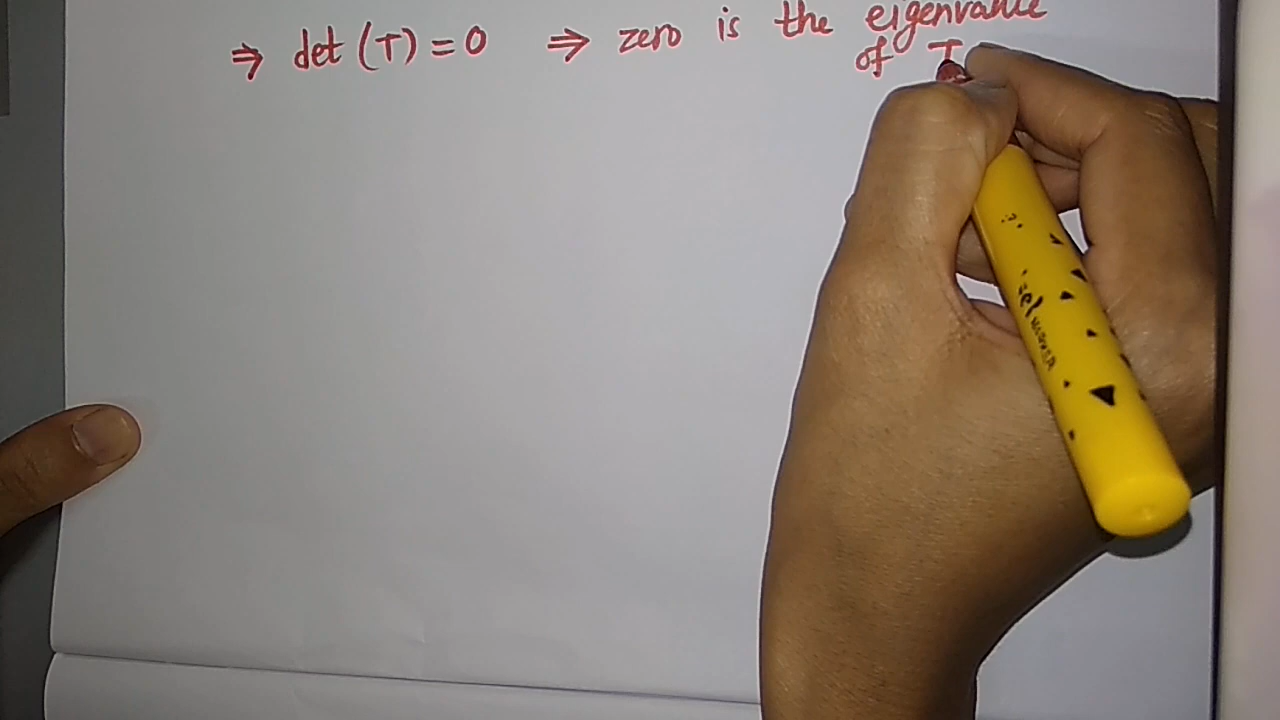 ⇒ det (T) = 0 ⇒ zero is the eigenvalue
of T